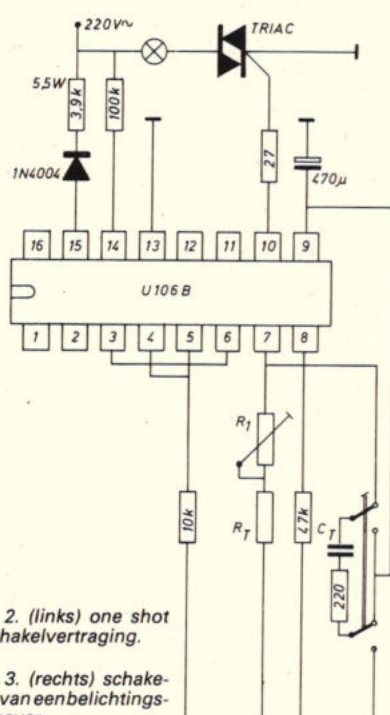 220V~
TRIAC
5,5W
3,9k
100k
27
1N4004
470µ
16 15 14 13 12 11 10 9
U106B
1 2 3 4 5 6 7 8
R1
10k
RT
47k
CT
220
2. (links) one shot
hakelvertraging.
3. (rechts) schake-
van een belichtings-